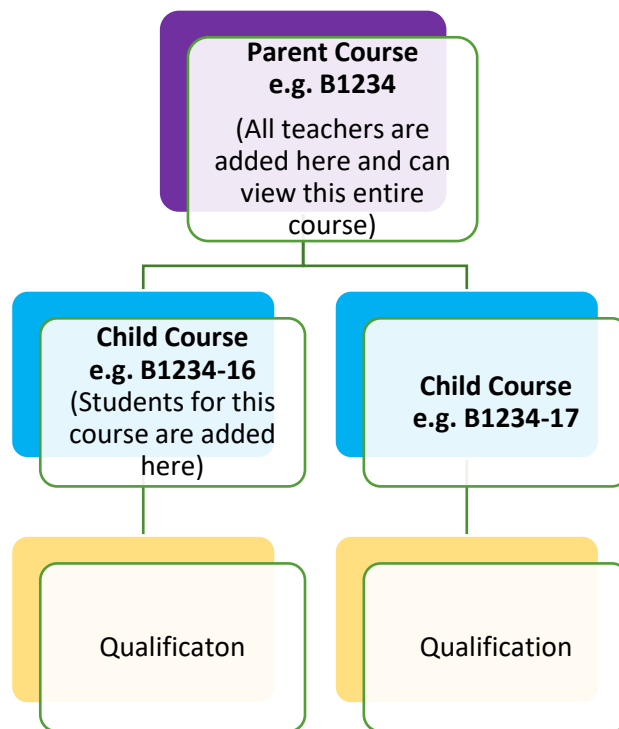 Parent Course
e.g. B1234
(All teachers are
added here and can
view this entire
course)
Child Course
e.g. B1234-16
(Students for this
course are added
here)
Child Course
e.g. B1234-17
Qualificaton
Qualification